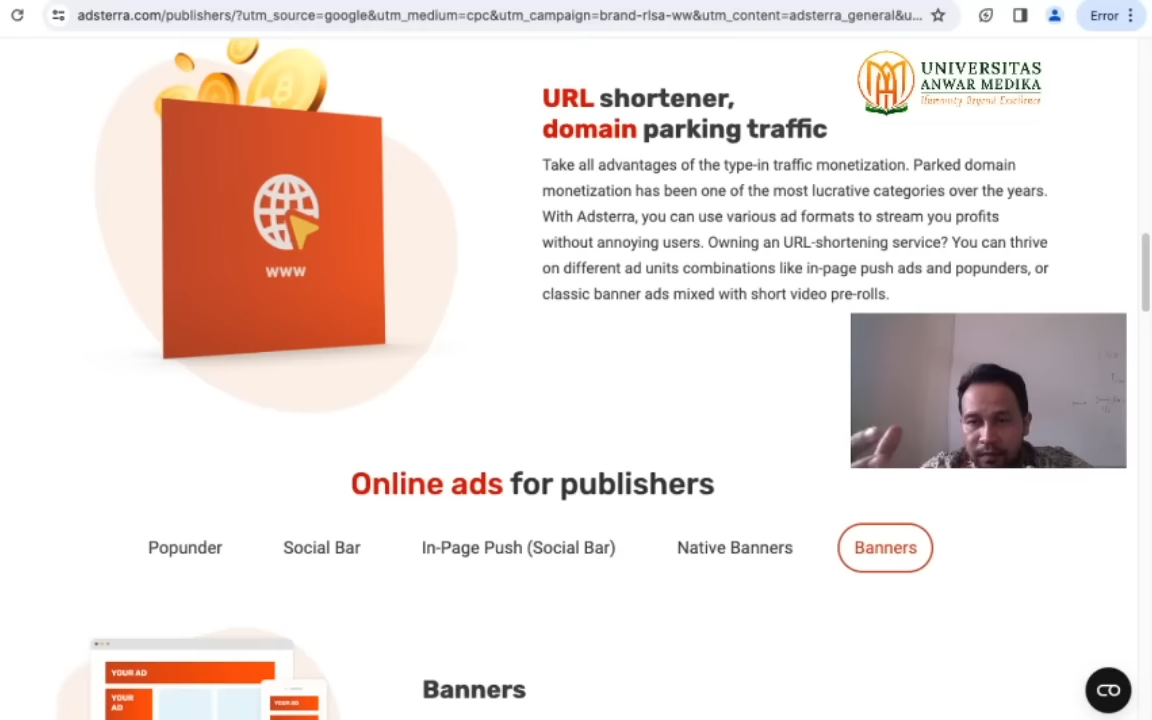 adsterra.com/publishers/?utm_source=google&utm_medium=cpc&utm_campaign=brand-rlsa-ww&utm_content=adsterra_general&u...
Error
UNIVERSITAS
ANWAR MEDIKA
Humanity Beyond Excellence
URL shortener,
domain parking traffic
Take all advantages of the type-in traffic monetization. Parked domain
monetization has been one of the most lucrative categories over the years.
With Adsterra, you can use various ad formats to stream you profits
without annoying users. Owning an URL-shortening service? You can thrive
on different ad units combinations like in-page push ads and popunders, or
classic banner ads mixed with short video pre-rolls.
www
Online ads for publishers
Popunder
Social Bar
In-Page Push (Social Bar)
Native Banners
Banners
YOUR AD
YOUR
AD
YOUR AD
Banners